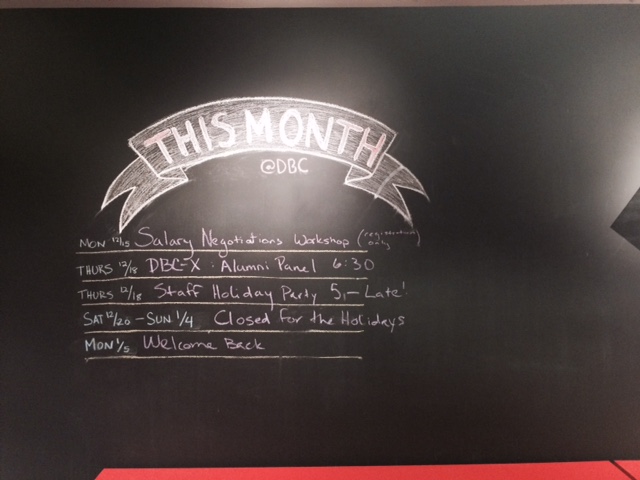 THIS MONTH
@DBC
MON 12/15 Salary Negotiations Workshop (registration only)
THURS 12/18 DBC-X: Alumni Panel 6:30
THURS 12/18 Staff Holiday Party 5,-Late!
SAT 12/20 - SUN 1/4 Closed for the Holidays
MON 1/5 Welcome Back